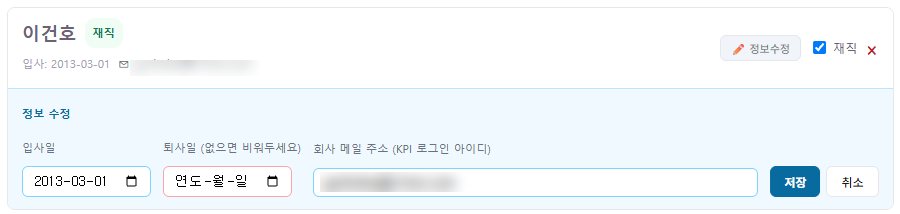 이건호 재직
✏️ 정보수정 재직 ×
입사: 2013-03-01
정보 수정
입사일 퇴사일 (없으면 비워두세요) 회사 메일 주소 (KPI 로그인 아이디)
2013-03-01 연도-월-일 저장 취소